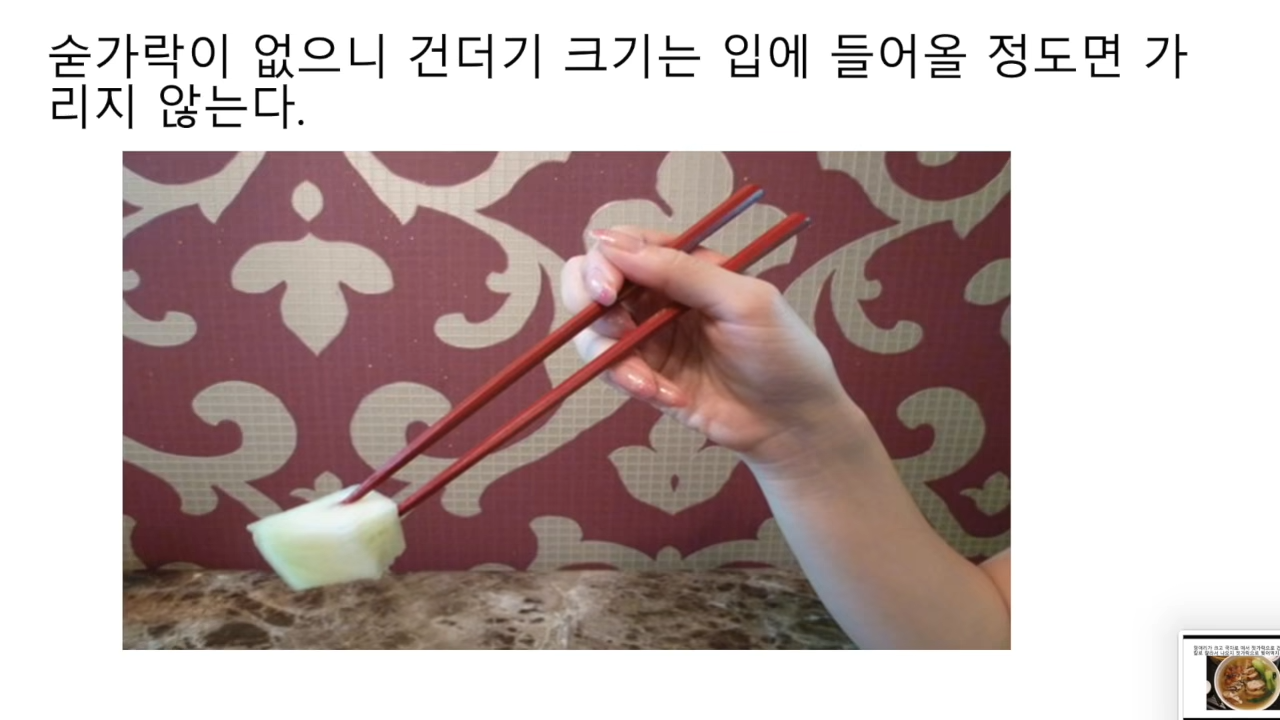 숟가락이 없으니 건더기 크기는 입에 들어올 정도면 가
리지 않는다.